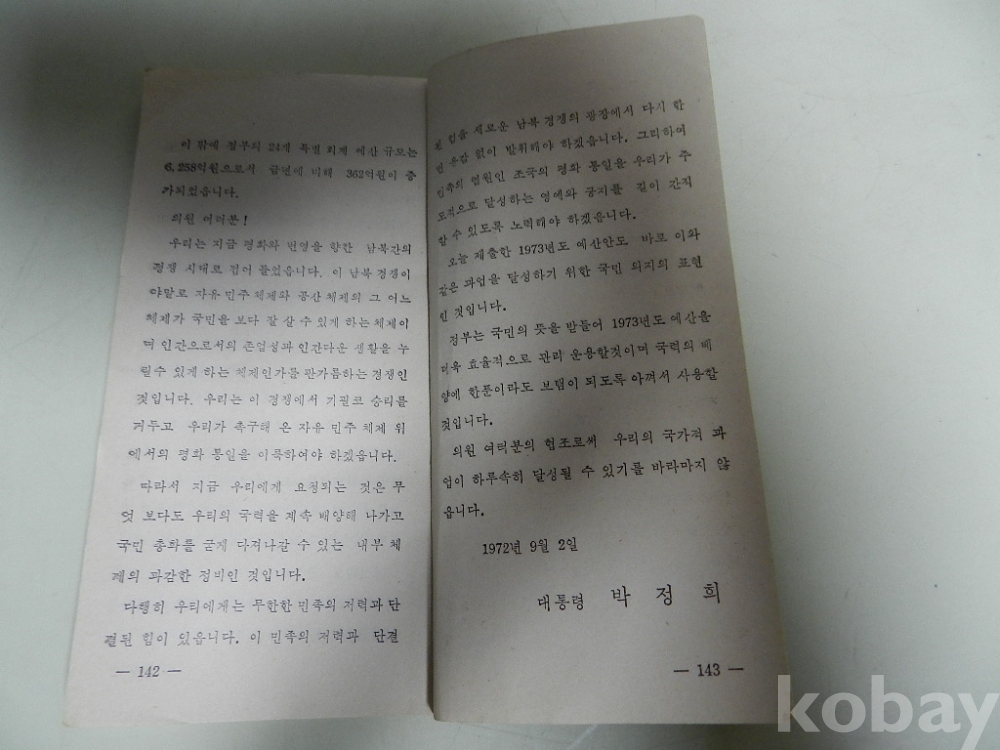 이 밖에 정부의 24개 특별 회계 예산 규모는
6,258억원으로서 금년에 비해 362억원이 증
가되었읍니다.
의원 여러분!
우리는 지금 평화와 번영을 향한 남북간의
경쟁 시대로 접어 들었읍니다. 이 남북 경쟁이
야말로 자유 민주 체제와 공산 체제의 그 어느
체제가 국민을 보다 잘 살 수 있게 하는 체제이
며 인간으로서의 존엄성과 인간다운 생활을 누
릴수 있게 하는 체제인가를 판가름하는 경쟁인
것입니다. 우리는 이 경쟁에서 기필코 승리를
거두고 우리가 촉구해 온 자유 민주 체제 위
에서의 평화 통일을 이룩하여야 하겠읍니다.
따라서 지금 우리에게 요청되는 것은 무
엇 보다도 우리의 국력을 계속 배양해 나가고
국민 총화를 굳게 다져나갈 수 있는 내부 체
제의 과감한 정비인 것입니다.
다행히 우리에게는 무한한 민족의 저력과 단
결된 힘이 있읍니다. 이 민족의 저력과 단결
— 142 —
된 힘을 새로운 남북 경쟁의 광장에서 다시 한
번 유감 없이 발휘해야 하겠읍니다. 그리하여
민족의 염원인 조국의 평화 통일을 우리가 주
도적으로 달성하는 영예와 긍지를 길이 간직
할 수 있도록 노력해야 하겠읍니다.
오늘 제출한 1973년도 예산안도 바로 이와
같은 과업을 달성하기 위한 국민 의지의 표현
인 것입니다.
정부는 국민의 뜻을 받들어 1973년도 예산을
더욱 효율적으로 관리 운용할것이며 국력의 배
양에 한푼이라도 보탬이 되도록 아껴서 사용할
것입니다.
의원 여러분의 협조로써 우리의 국가적 과
업이 하루속히 달성될 수 있기를 바라마지 않
읍니다.
1972년 9월 2일
대통령 박 정 희
— 143 —
kobay